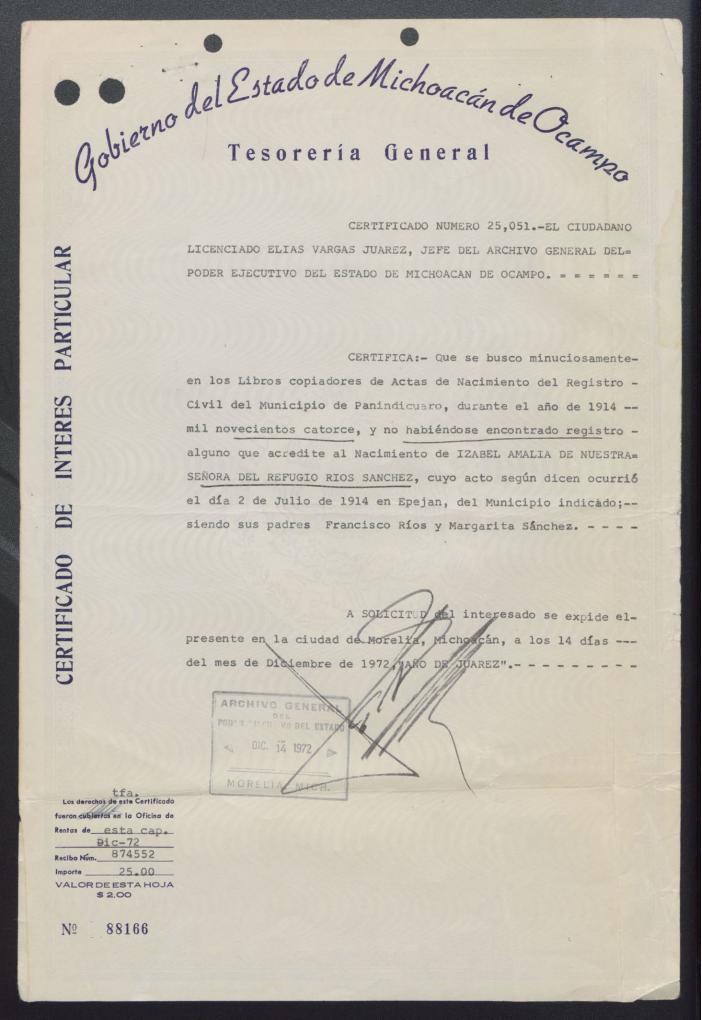 Gobierno del Estado de Michoacán de Ocampo
Tesorería General
CERTIFICADO DE INTERES PARTICULAR
CERTIFICADO NUMERO 25,051.-EL CIUDADANO
LICENCIADO ELIAS VARGAS JUAREZ, JEFE DEL ARCHIVO GENERAL DEL=
PODER EJECUTIVO DEL ESTADO DE MICHOACAN DE OCAMPO. = = = = = =
CERTIFICA:- Que se busco minuciosamente-
en los Libros copiadores de Actas de Nacimiento del Registro -
Civil del Municipio de Panindicuaro, durante el año de 1914 --
mil novecientos catorce, y no habiéndose encontrado registro -
alguno que acredite al Nacimiento de IZABEL AMALIA DE NUESTRA=
SEÑORA DEL REFUGIO RIOS SANCHEZ, cuyo acto según dicen ocurrió
el día 2 de Julio de 1914 en Epejan, del Municipio indicado;--
siendo sus padres Francisco Ríos y Margarita Sánchez. - - - -
A SOLICITUD del interesado se expide el-
presente en la ciudad de Morelia, Michoacán, a los 14 días ---
del mes de Diciembre de 1972,"AÑO DE JUAREZ".- - - - - - - - - -
ARCHIVO GENERAL
DEL
DEL ESTADO
DIC. 14 1972
MORELIA, MICH.
tfa.
Los derechos de este Certificado
fueron cubiertos en la Oficina de
Rentas de esta cap.
Dic-72
Recibo Núm. 874552
Importe 25.00
VALOR DE ESTA HOJA
$ 2.00
Nº 88166